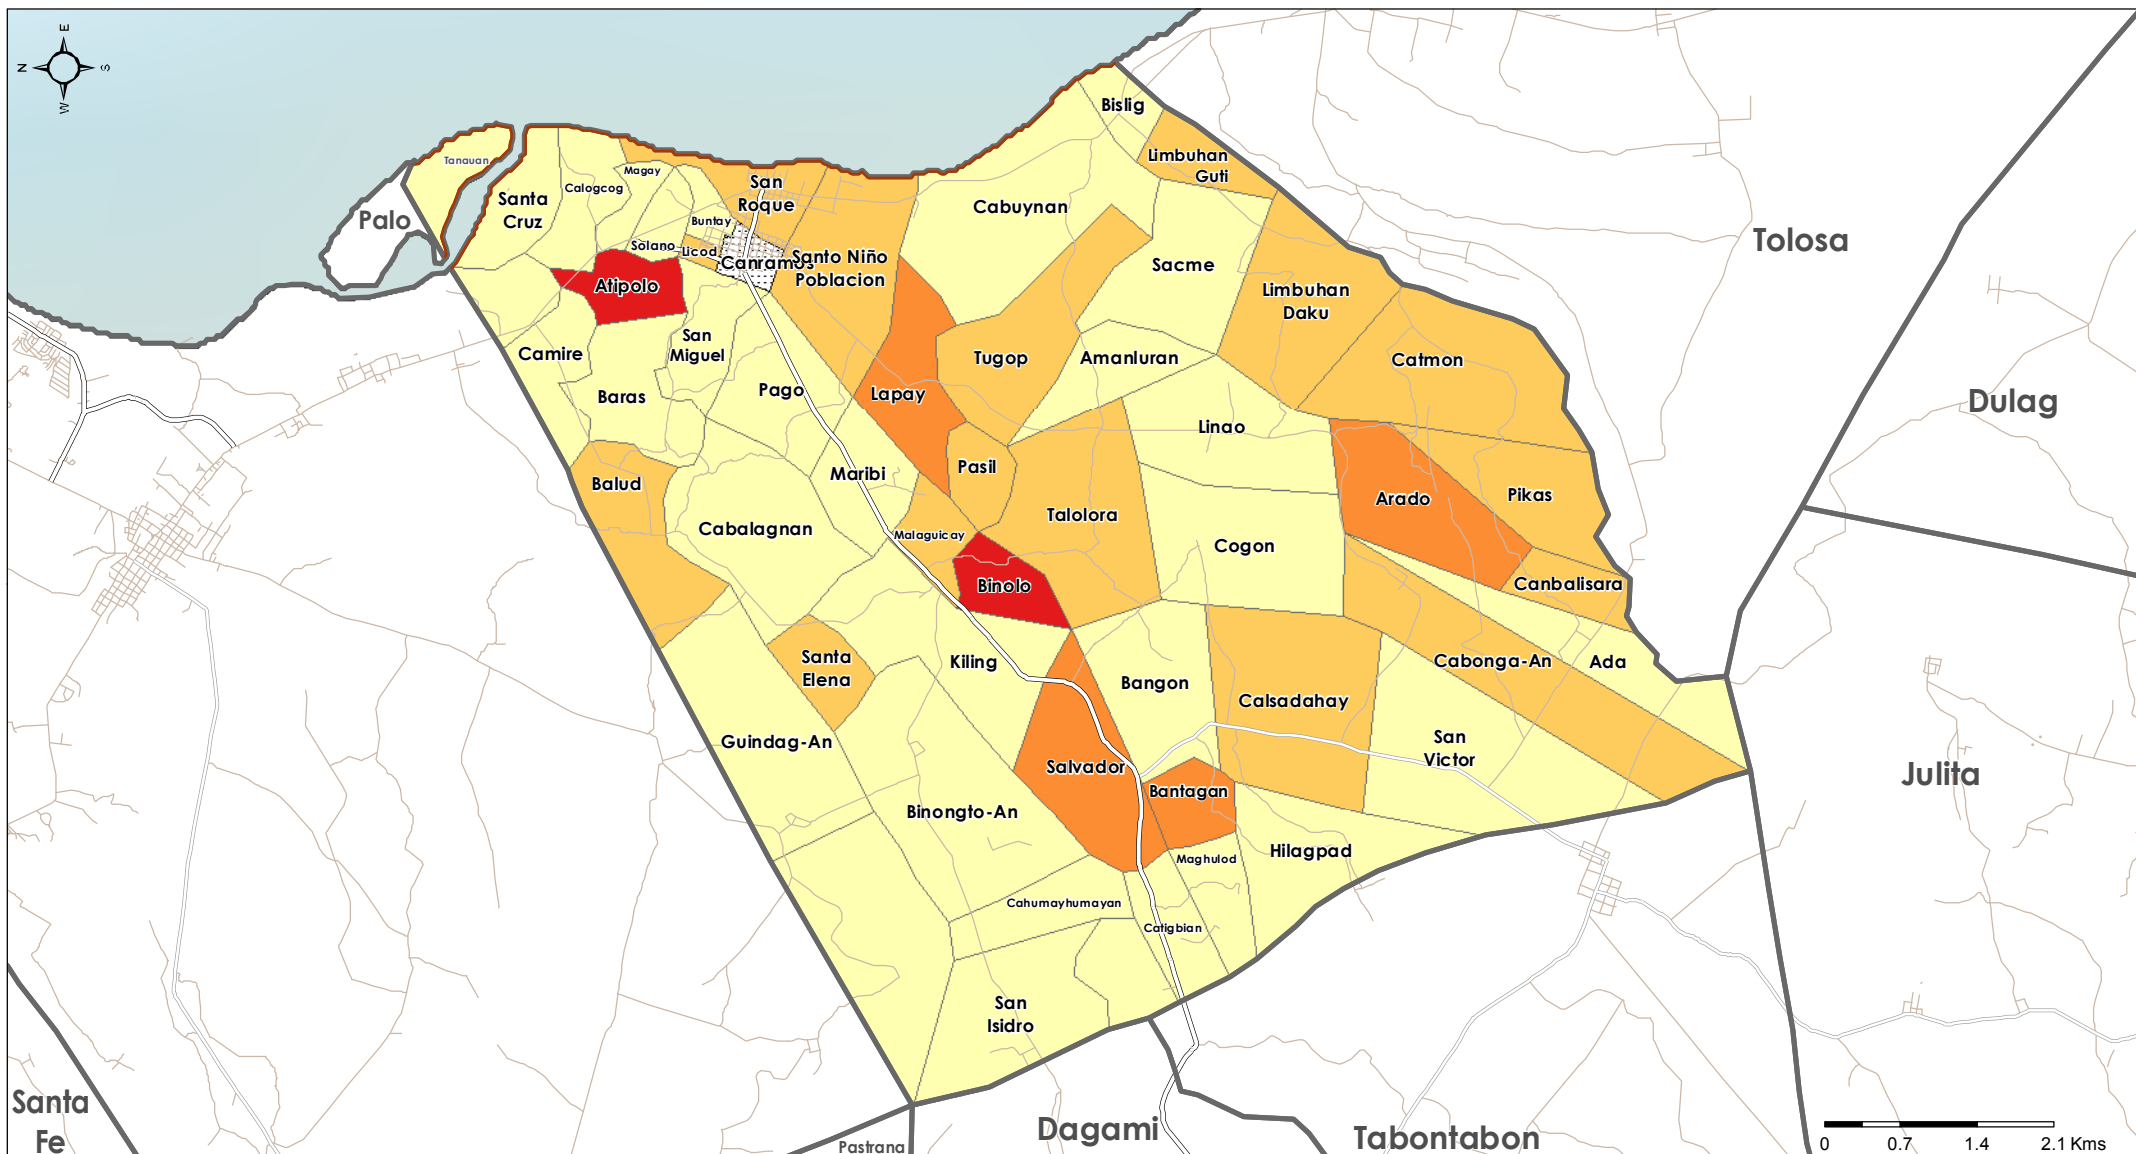 E
N
S
W
Bislig
Limbuhan
Guti
Tanauan
Magay
Calogcog
San
Roque
Santa
Cruz
Palo
Buntay
Cabuynan
Solano
Licod
Canramos
Santo Niño
Poblacion
Tolosa
Sacme
Atipolo
Limbuhan
Daku
San
Miguel
Camire
Tugop
Amanluran
Catmon
Baras
Pago
Lapay
Dulag
Linao
Maribi
Pasil
Balud
Arado
Pikas
Cabalagnan
Talolora
Malaguicay
Cogon
Binolo
Canbalisara
Santa
Elena
Kiling
Bangon
Cabonga-An
Ada
Calsadahay
Guindag-An
San
Victor
Salvador
Julita
Bantagan
Binongto-An
Hilagpad
Maghulod
Cahumayhumayan
Catigbian
San
Isidro
Santa
Fe
Dagami
Tabontabon
Pastrana
0 0.7 1.4 2.1 Kms